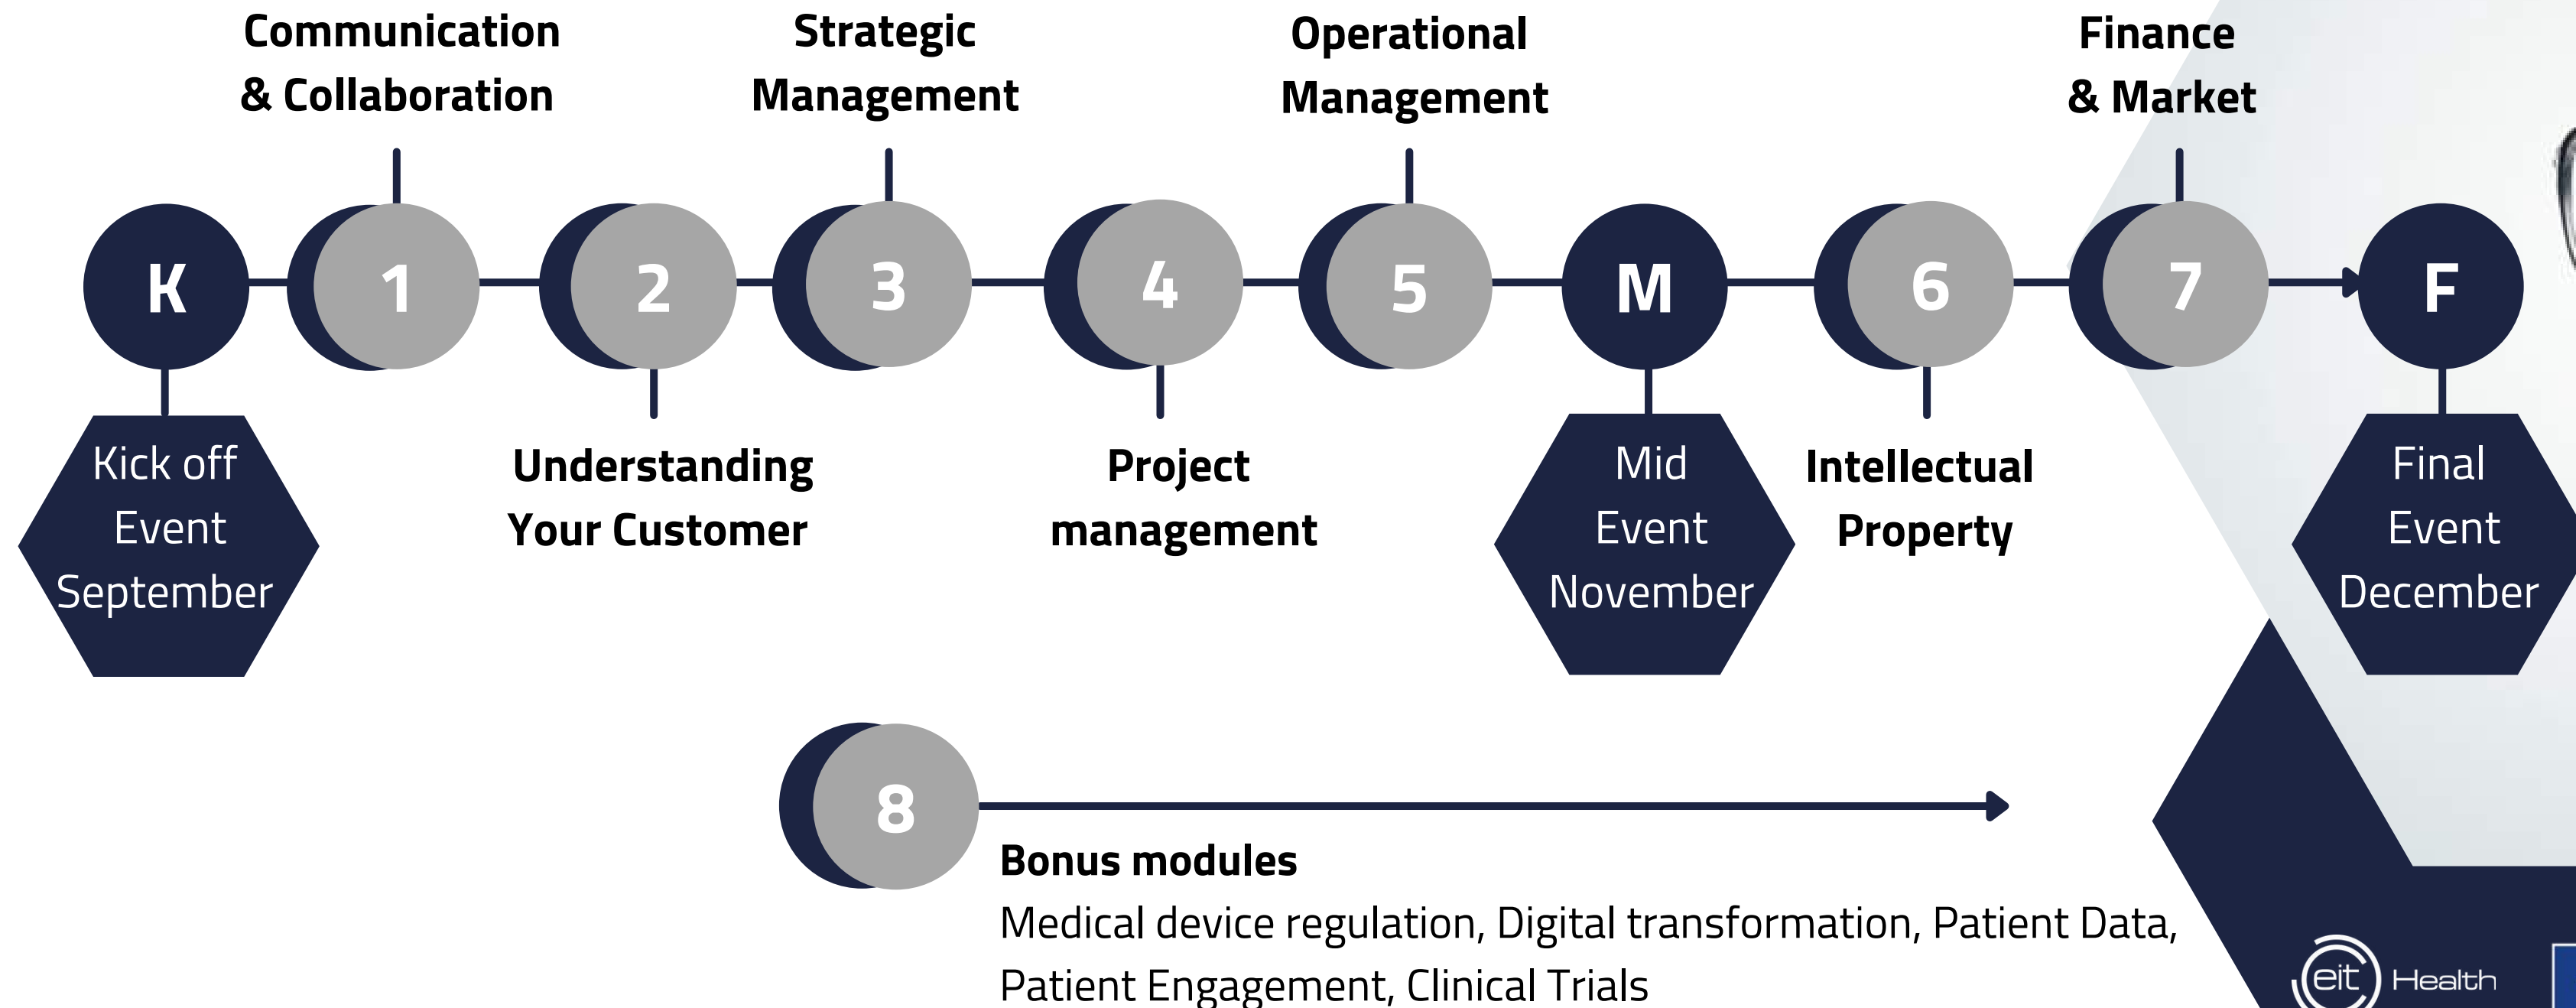 Communication
& Collaboration
Strategic
Management
Operational
Management
Finance
& Market
K
1
2
3
4
5
M
6
7
F
Kick off
Event
September
Understanding
Your Customer
Project
management
Mid
Event
November
Intellectual
Property
Final
Event
December
8
Bonus modules
Medical device regulation, Digital transformation, Patient Data,
Patient Engagement, Clinical Trials
eit Health